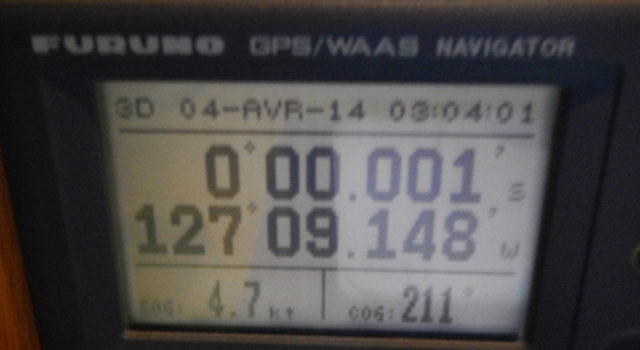 FURUNO GPS/WAAS NAVIGATOR
3D 04-AVR-14 03:04:01
0°00.001' S
127°09.148' W
SOG: 4.7 kt COG: 211°